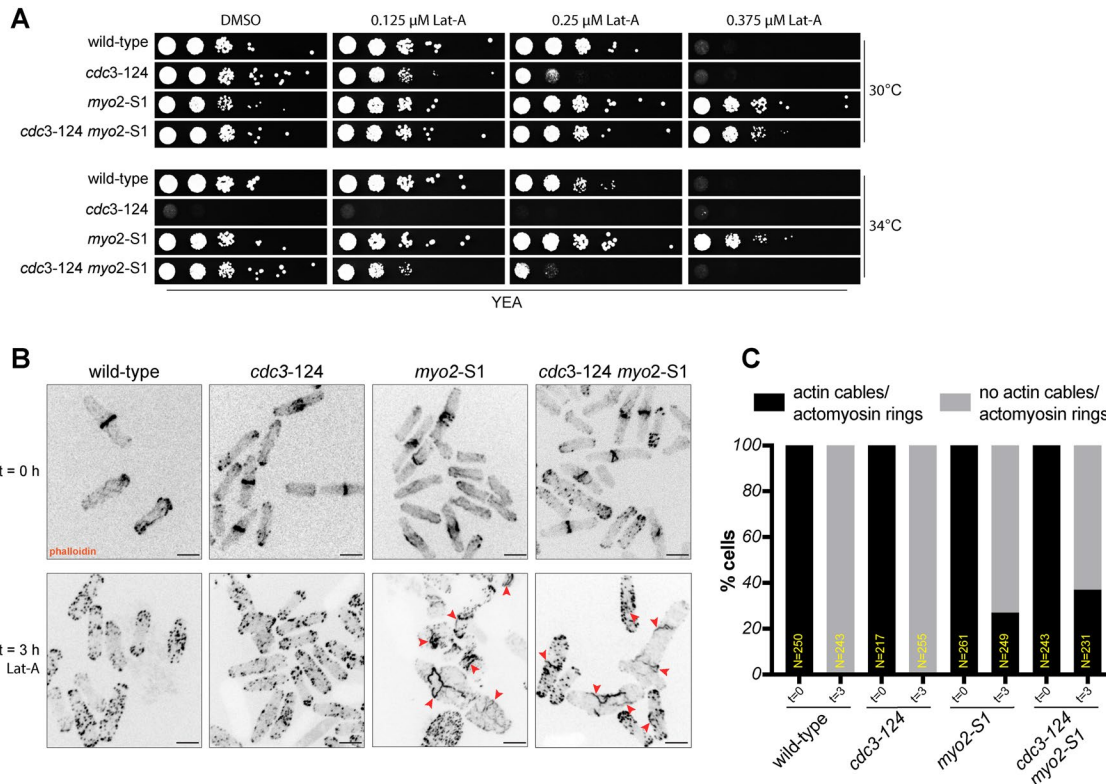 A
DMSO 0.125 µM Lat-A 0.25 µM Lat-A 0.375 µM Lat-A
wild-type
cdc3-124
myo2-S1
cdc3-124 myo2-S1
30°C
wild-type
cdc3-124
myo2-S1
cdc3-124 myo2-S1
34°C
YEA
B
wild-type cdc3-124 myo2-S1 cdc3-124 myo2-S1
t = 0 h
phalloidin
t = 3 h
Lat-A
C
actin cables/
actomyosin rings
no actin cables/
actomyosin rings
% cells
100
80
60
40
20
0
N=250 N=243 N=217 N=255 N=261 N=249 N=243 N=231
t=0 t=3 t=0 t=3 t=0 t=3 t=0 t=3
wild-type cdc3-124 myo2-S1 cdc3-124
myo2-S1